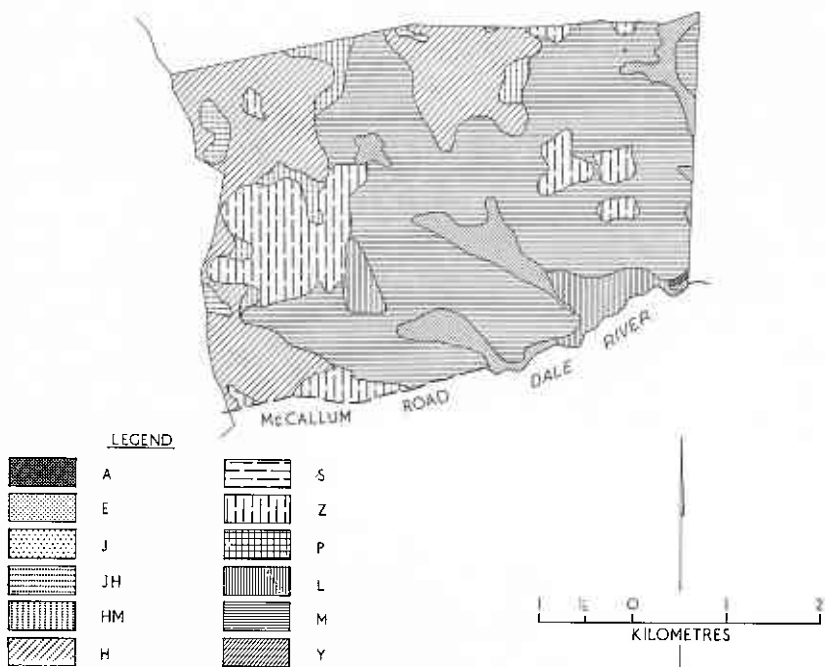 McCALLUM ROAD DALE RIVER
LEGEND
A
E
J
JH
HM
H
S
Z
P
L
M
Y
1 E 0 1 2
KILOMETRES